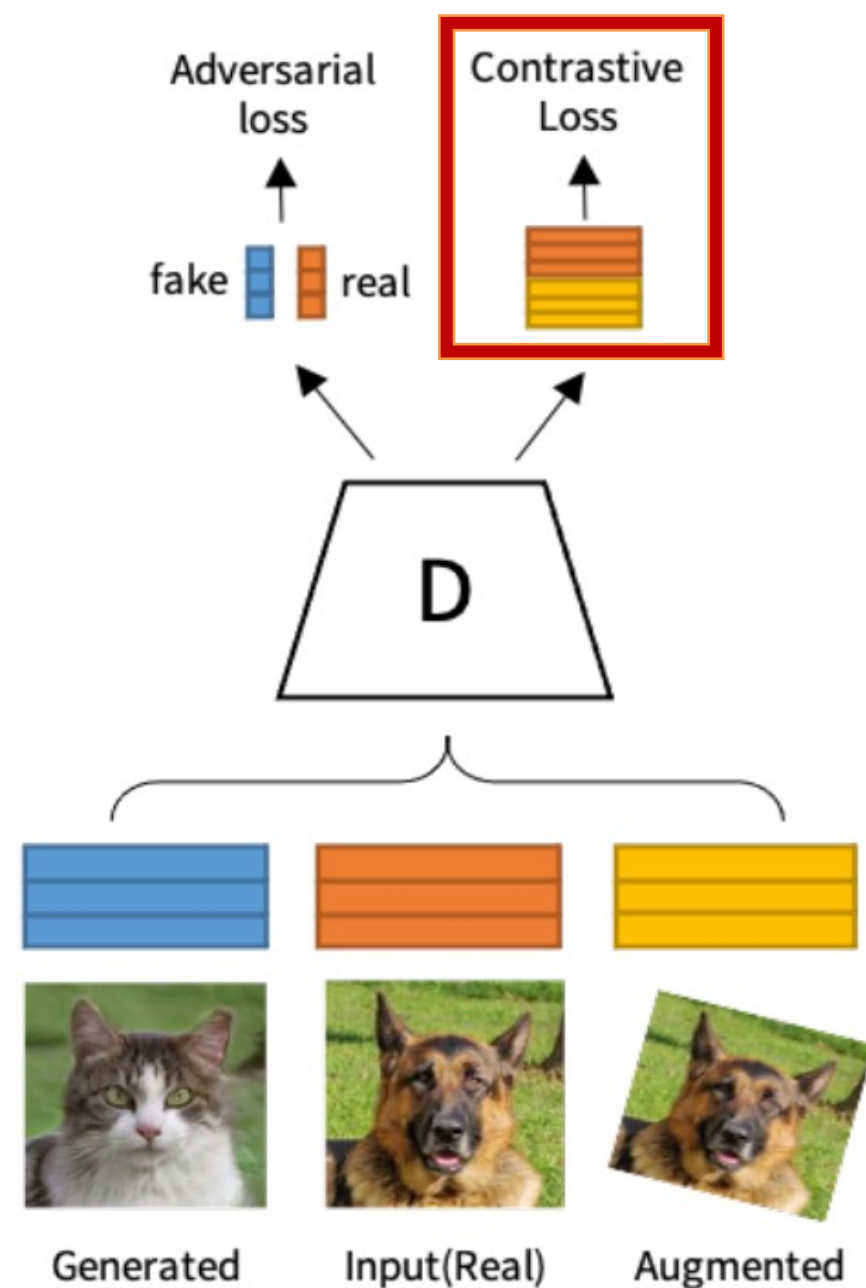 Adversarial
loss
Contrastive
Loss
fake
real
D
Generated
Input(Real)
Augmented